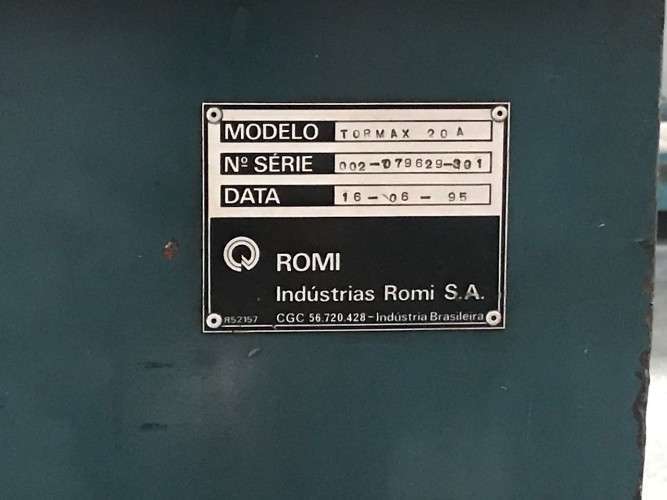 MODELO TORMAX 20A
Nº SÉRIE 002-079629-301
DATA 16-06-95
ROMI
Indústrias Romi S.A.
R52157 CGC 56.720.428-Indústria Brasileira